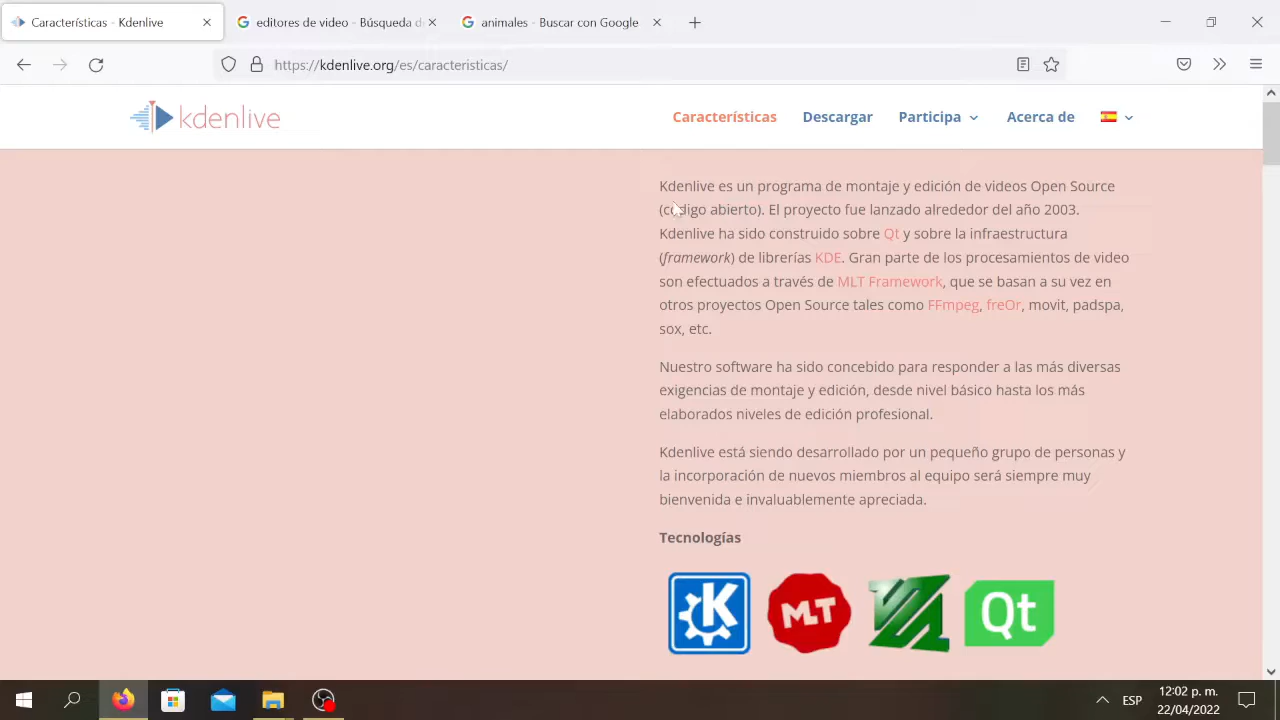 Características - Kdenlive
editores de video - Búsqueda d
animales - Buscar con Google
https://kdenlive.org/es/caracteristicas/
kdenlive
Características
Descargar
Participa
Acerca de
Kdenlive es un programa de montaje y edición de videos Open Source
(código abierto). El proyecto fue lanzado alrededor del año 2003.
Kdenlive ha sido construido sobre Qt y sobre la infraestructura
(framework) de librerías KDE. Gran parte de los procesamientos de video
son efectuados a través de MLT Framework, que se basan a su vez en
otros proyectos Open Source tales como FFmpeg, freOr, movit, padspa,
sox, etc.
Nuestro software ha sido concebido para responder a las más diversas
exigencias de montaje y edición, desde nivel básico hasta los más
elaborados niveles de edición profesional.
Kdenlive está siendo desarrollado por un pequeño grupo de personas y
la incorporación de nuevos miembros al equipo será siempre muy
bienvenida e invaluablemente apreciada.
Tecnologías
K
MLT
Qt
ESP
12:02 p. m.
22/04/2022